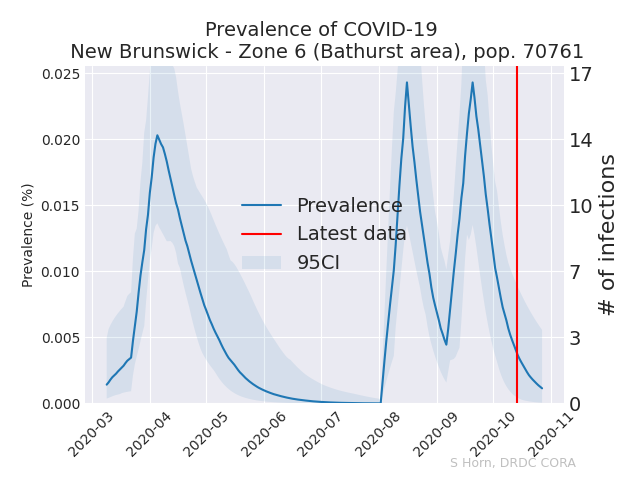 Prevalence of COVID-19
New Brunswick - Zone 6 (Bathurst area), pop. 70761
0.025
0.020
0.015
0.010
0.005
0.000
Prevalence (%)
Prevalence
Latest data
95CI
17
14
10
7
3
0
# of infections
2020-03
2020-04
2020-05
2020-06
2020-07
2020-08
2020-09
2020-10
2020-11
S Horn, DRDC CORA